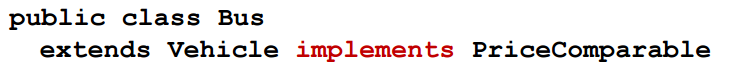 public class Bus
extends Vehicle implements PriceComparable